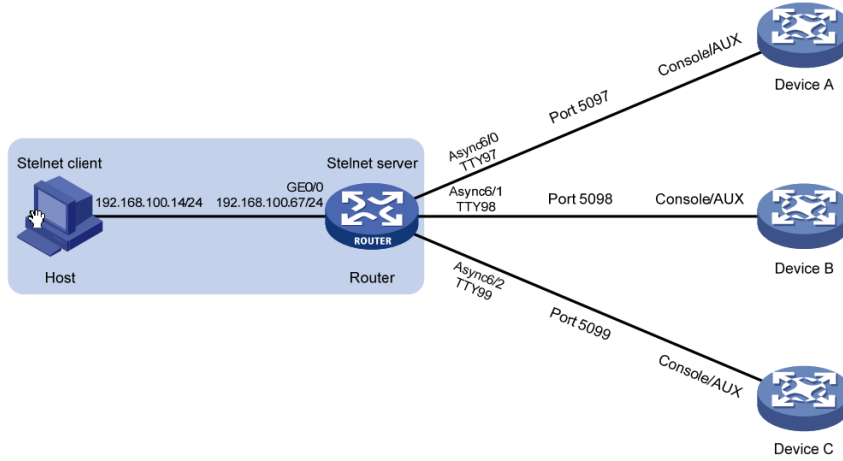 Console/AUX
Device A
Port 5097
Async6/0
TTY97
Stelnet client
Stelnet server
GE0/0
192.168.100.14/24
192.168.100.67/24
Async6/1
TTY98
Port 5098
Console/AUX
ROUTER
Host
Router
Device B
Async6/2
TTY99
Port 5099
Console/AUX
Device C